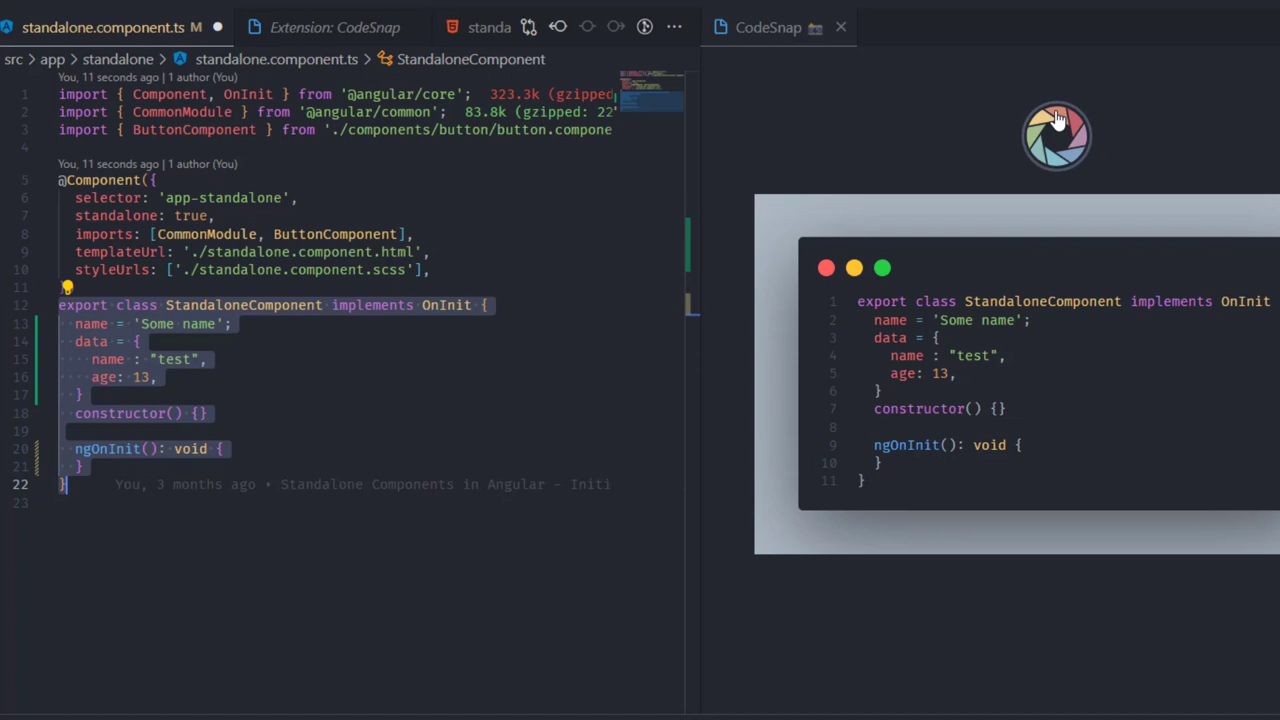 standalone.component.ts M
Extension: CodeSnap
standa
CodeSnap
src > app > standalone > standalone.component.ts > StandaloneComponent
You, 11 seconds ago | 1 author (You)
1 import { Component, OnInit } from '@angular/core'; 323.3k (gzipped
2 import { CommonModule } from '@angular/common'; 83.8k (gzipped: 22
3 import { ButtonComponent } from './components/button/button.compone
4
You, 11 seconds ago | 1 author (You)
5 @Component({
6 selector: 'app-standalone',
7 standalone: true,
8 imports: [CommonModule, ButtonComponent],
9 templateUrl: './standalone.component.html',
10 styleUrls: ['./standalone.component.scss'],
11
12 export class StandaloneComponent implements OnInit {
13 name = 'Some name';
14 data = {
15 name : "test",
16 age: 13,
17 }
18 constructor() {}
19
20 ngOnInit(): void {
21 }
22 } You, 3 months ago • Standalone Components in Angular - Initi
23
1 export class StandaloneComponent implements OnInit
2 name = 'Some name';
3 data = {
4 name : "test",
5 age: 13,
6 }
7 constructor() {}
8
9 ngOnInit(): void {
10 }
11 }